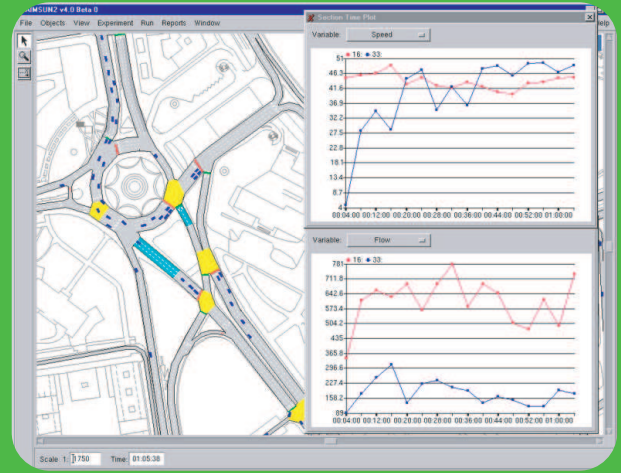 AIMSUN2 v4.0 Beta 0
File Objects View Experiment Run Reports Window
Help
Section Time Plot
Variable: Speed
16: 33:
51
46.3
41.6
36.9
32.2
27.5
22.8
18.1
13.4
8.7
4
00:04:00 00:12:00 00:20:00 00:28:00 00:36:00 00:44:00 00:52:00 01:00:00
Variable: Flow
16: 33:
781
711.8
642.6
573.4
504.2
435
365.8
296.6
227.4
158.2
89
00:04:00 00:12:00 00:20:00 00:28:00 00:36:00 00:44:00 00:52:00 01:00:00
Scale 1: 1750 Time: 01:05:38